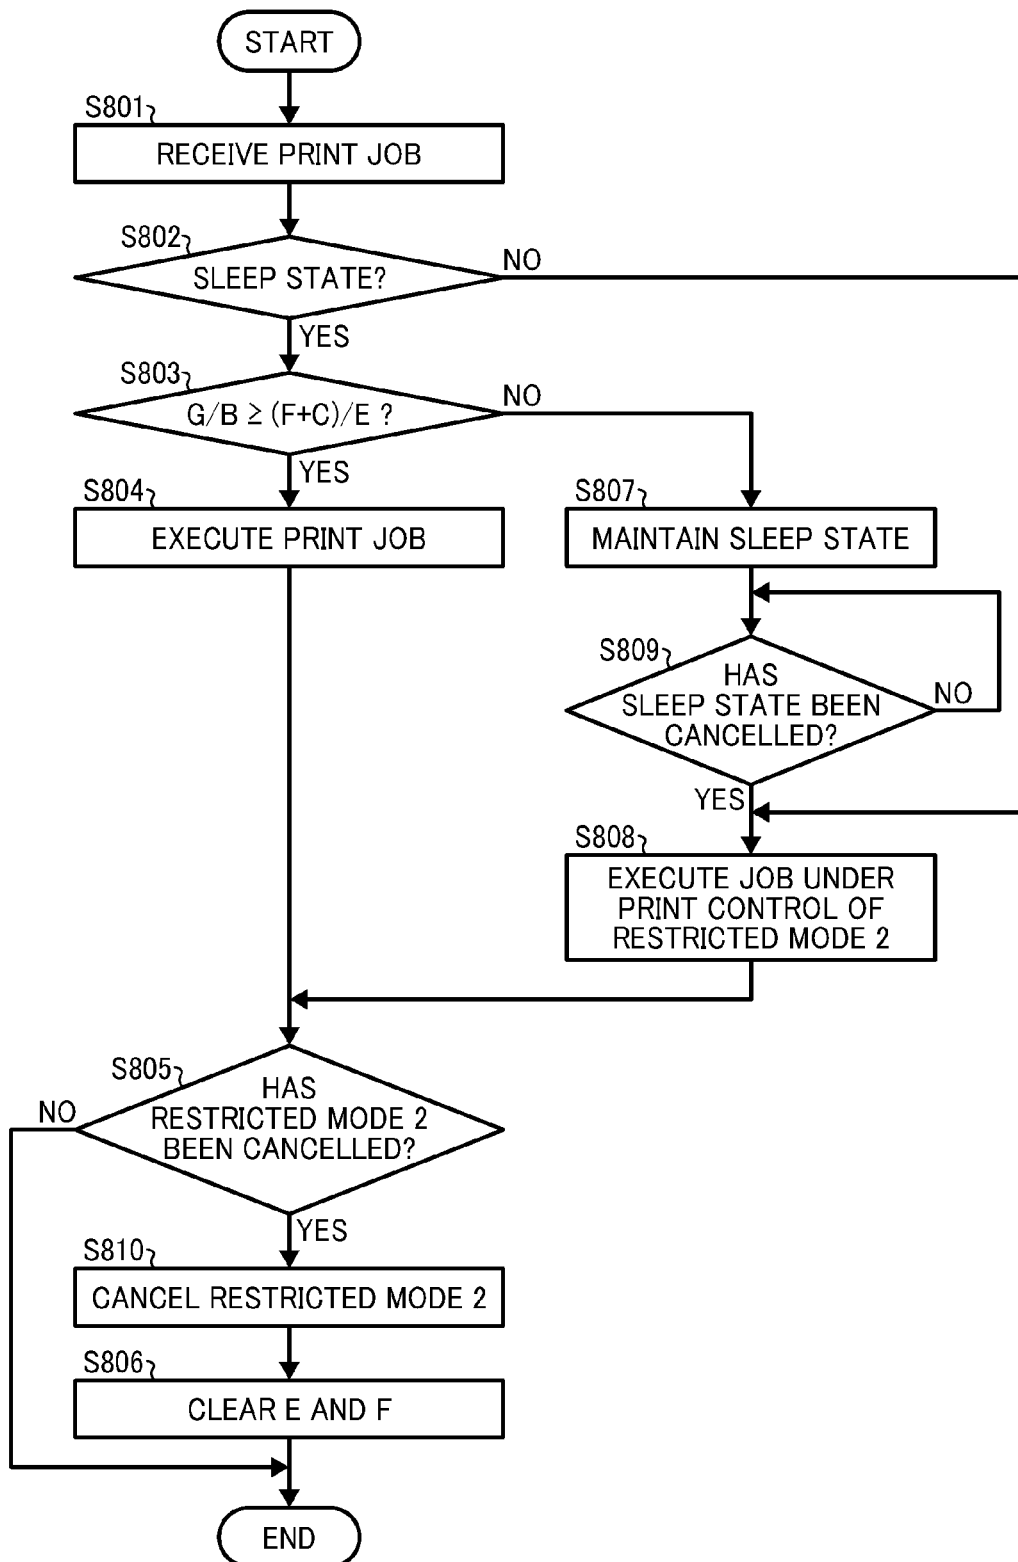 START
S801
RECEIVE PRINT JOB
S802
SLEEP STATE?
NO
YES
S803
G/B ≥ (F+C)/E ?
NO
YES
S804
EXECUTE PRINT JOB
S807
MAINTAIN SLEEP STATE
S809
HAS
SLEEP STATE BEEN
CANCELLED?
NO
YES
S808
EXECUTE JOB UNDER
PRINT CONTROL OF
RESTRICTED MODE 2
S805
HAS
RESTRICTED MODE 2
BEEN CANCELLED?
NO
YES
S810
CANCEL RESTRICTED MODE 2
S806
CLEAR E AND F
END